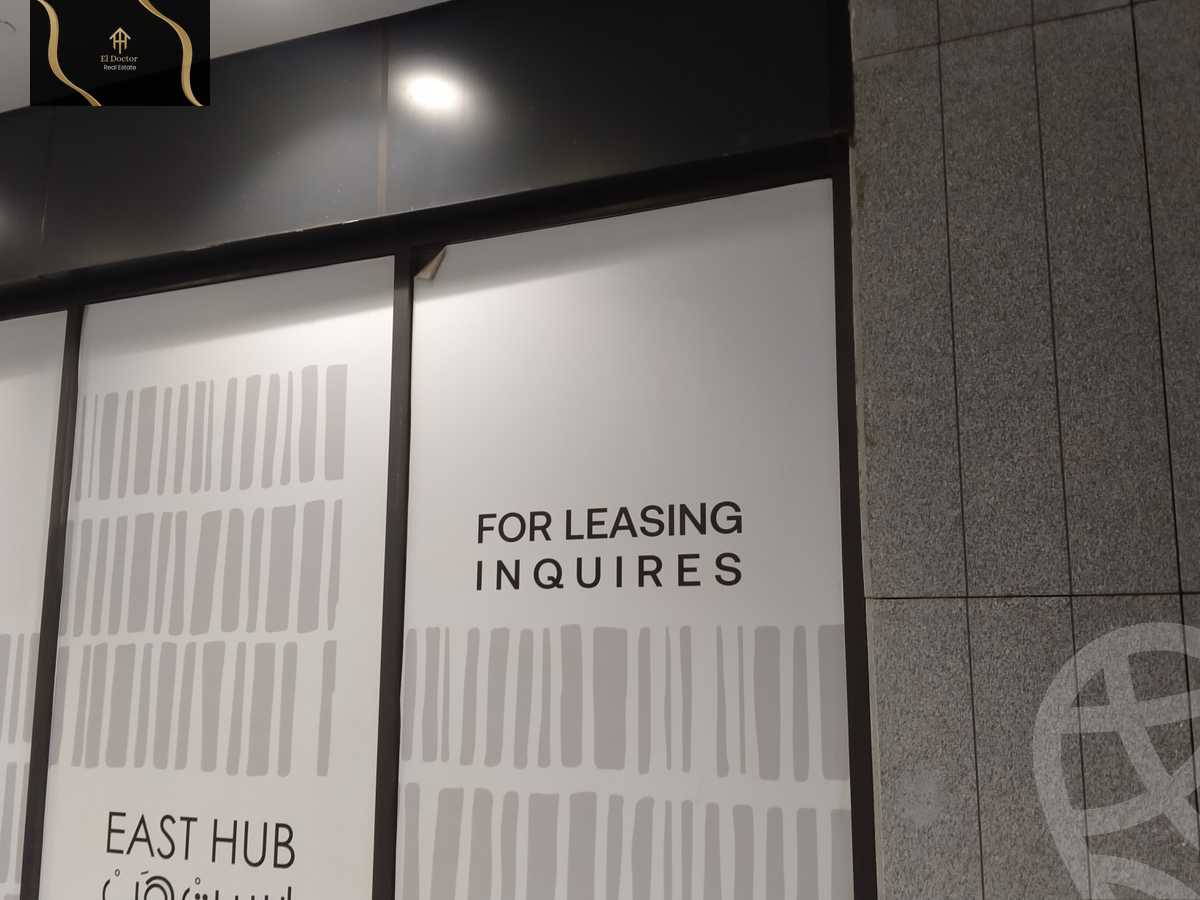 El Doctor
Real Estate
FOR LEASING
INQUIRES
EAST HUB